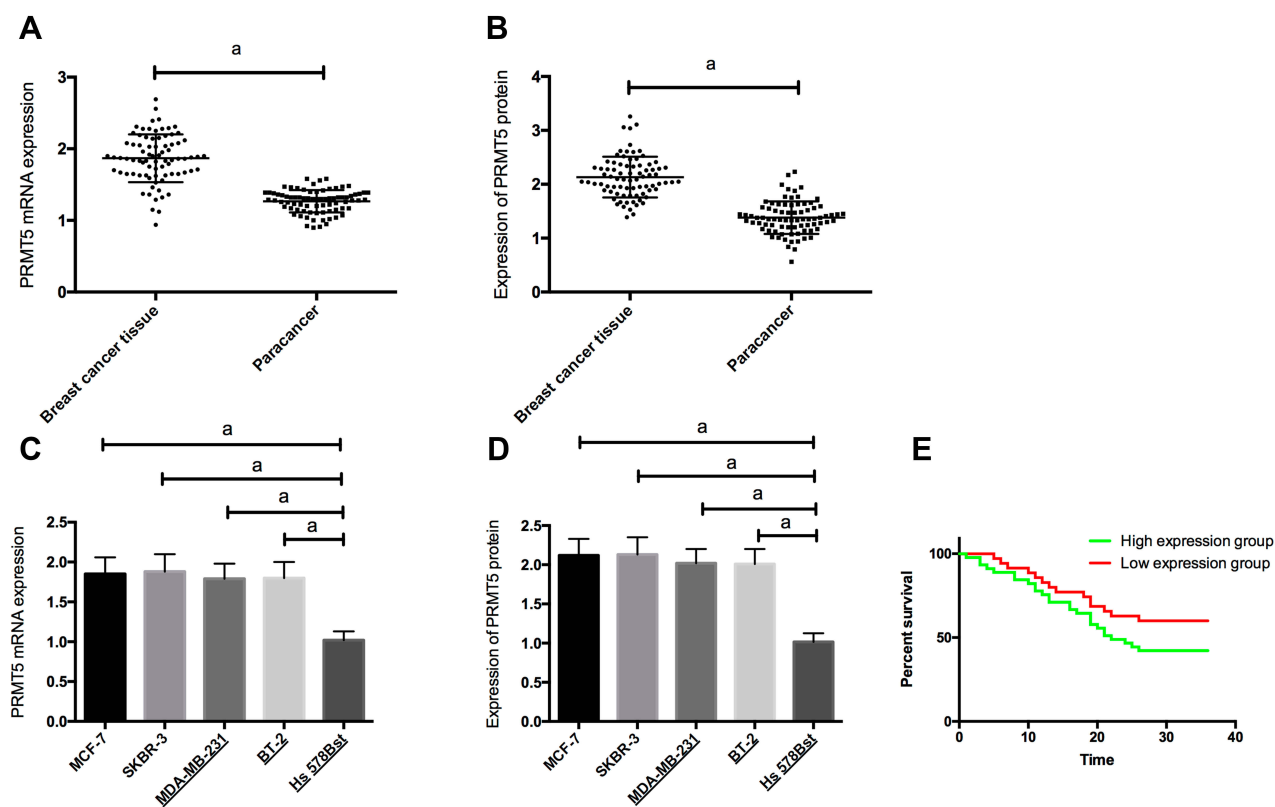 A
a
PRMT5 mRNA expression
3
2
1
0
Breast cancer tissue
Paracancer
B
a
Expression of PRMT5 protein
4
3
2
1
0
Breast cancer tissue
Paracancer
C
a
a
a
a
PRMT5 mRNA expression
2.5
2.0
1.5
1.0
0.5
0.0
MCF-7
SKBR-3
MDA-MB-231
BT-2
Hs 578Bst
D
a
a
a
a
Expression of PRMT5 protein
2.5
2.0
1.5
1.0
0.5
0.0
MCF-7
SKBR-3
MDA-MB-231
BT-2
Hs 578Bst
E
High expression group
Low expression group
Percent survival
100
50
0
0
10
20
30
40
Time